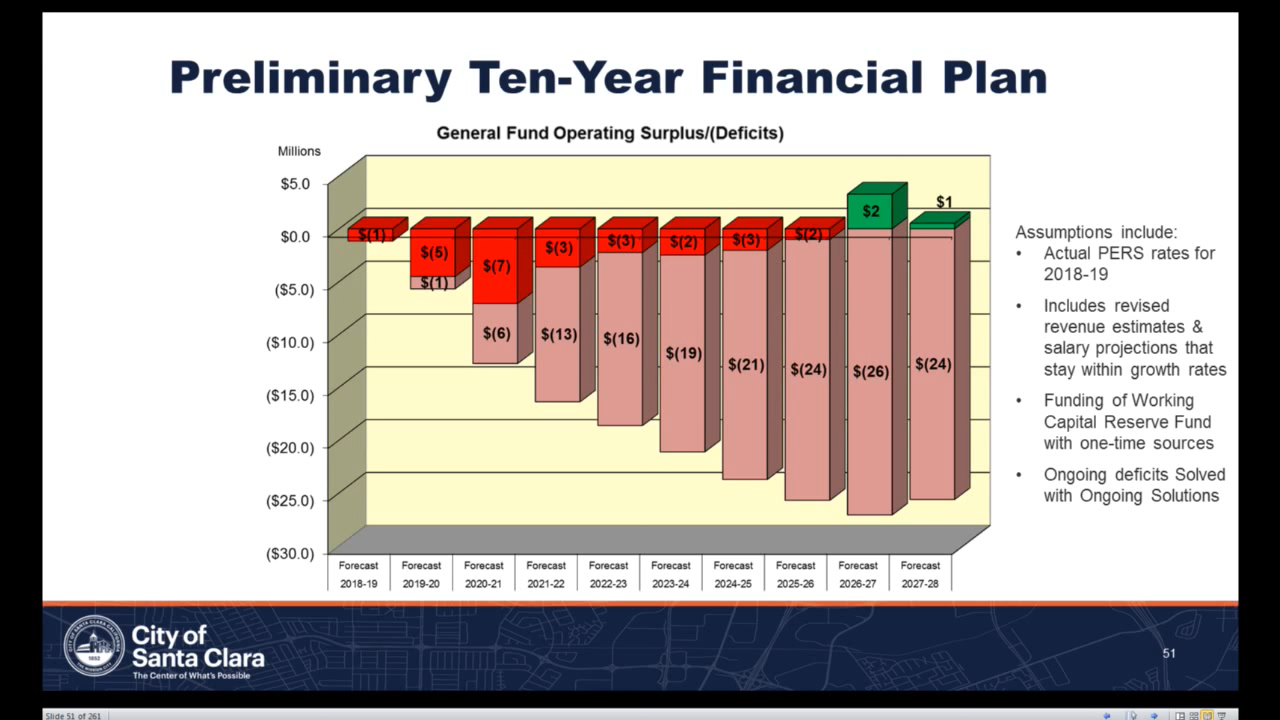 Preliminary Ten-Year Financial Plan
General Fund Operating Surplus/(Deficits)
Millions
$5.0
$0.0
($5.0)
($10.0)
($15.0)
($20.0)
($25.0)
($30.0)
$(1)
$(5)
$(1)
$(7)
$(6)
$(3)
$(13)
$(3)
$(16)
$(2)
$(19)
$(3)
$(21)
$(2)
$(24)
$2
$(26)
$1
$(24)
Forecast 2018-19
Forecast 2019-20
Forecast 2020-21
Forecast 2021-22
Forecast 2022-23
Forecast 2023-24
Forecast 2024-25
Forecast 2025-26
Forecast 2026-27
Forecast 2027-28
Assumptions include:
• Actual PERS rates for
2018-19
• Includes revised
revenue estimates &
salary projections that
stay within growth rates
• Funding of Working
Capital Reserve Fund
with one-time sources
• Ongoing deficits Solved
with Ongoing Solutions
City of
Santa Clara
The Center of What's Possible
1852
51
Slide 51 of 261